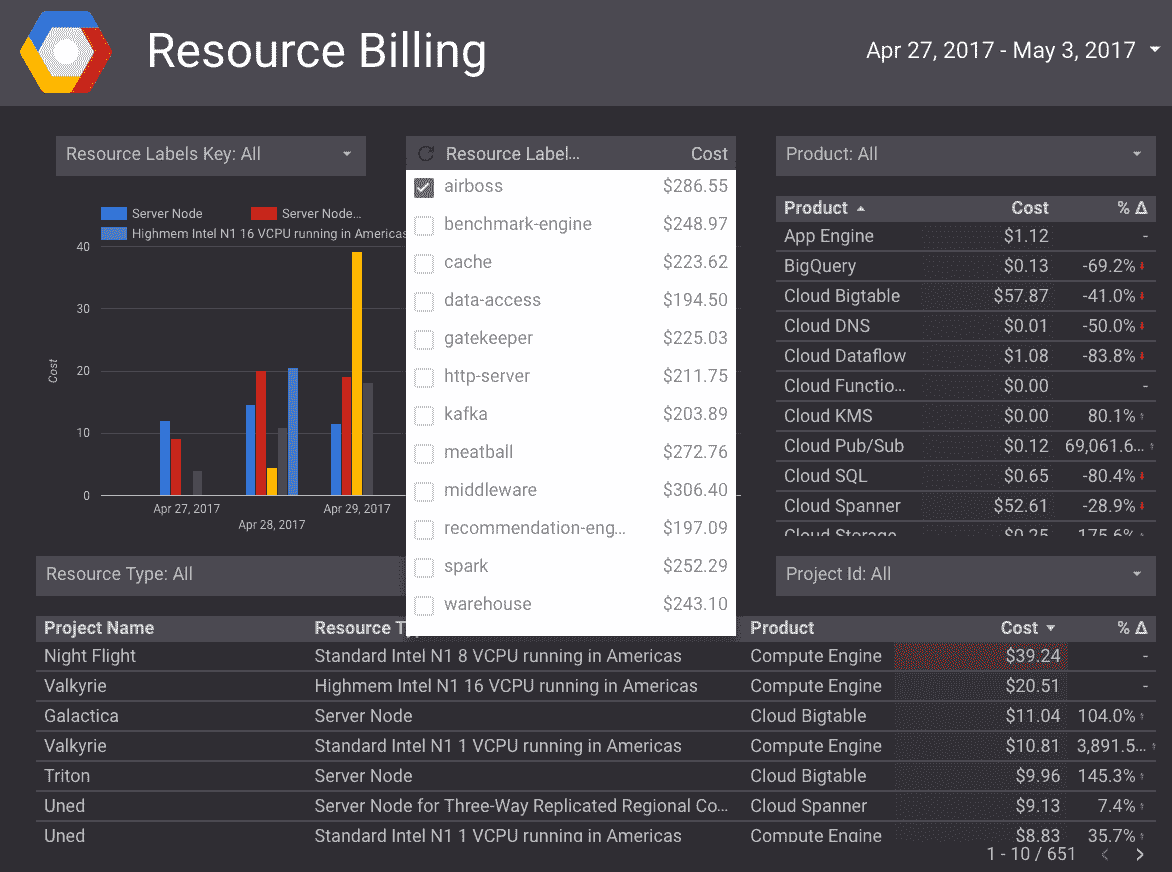 Resource Billing
Apr 27, 2017 - May 3, 2017
Resource Labels Key: All
Resource Label... Cost
airboss $286.55
benchmark-engine $248.97
cache $223.62
data-access $194.50
gatekeeper $225.03
http-server $211.75
kafka $203.89
meatball $272.76
middleware $306.40
recommendation-eng... $197.09
spark $252.29
warehouse $243.10
Product: All
Server Node Server Node...
Highmem Intel N1 16 VCPU running in Americas
Cost
40
30
20
10
0
Apr 27, 2017
Apr 28, 2017
Apr 29, 2017
Product Cost % Δ
App Engine $1.12 -
BigQuery $0.13 -69.2%
Cloud Bigtable $57.87 -41.0%
Cloud DNS $0.01 -50.0%
Cloud Dataflow $1.08 -83.8%
Cloud Functio... $0.00 -
Cloud KMS $0.00 80.1%
Cloud Pub/Sub $0.12 69,061.6...
Cloud SQL $0.65 -80.4%
Cloud Spanner $52.61 -28.9%
Cloud Storage $0.25 175.6%
Resource Type: All
Project Id: All
Project Name Resource T Product Cost % Δ
Night Flight Standard Intel N1 8 VCPU running in Americas Compute Engine $39.24 -
Valkyrie Highmem Intel N1 16 VCPU running in Americas Compute Engine $20.51 -
Galactica Server Node Cloud Bigtable $11.04 104.0%
Valkyrie Standard Intel N1 1 VCPU running in Americas Compute Engine $10.81 3,891.5...
Triton Server Node Cloud Bigtable $9.96 145.3%
Uned Server Node for Three-Way Replicated Regional Co... Cloud Spanner $9.13 7.4%
Uned Standard Intel N1 1 VCPU running in Americas Compute Engine $8.83 35.7%
1 - 10 / 651